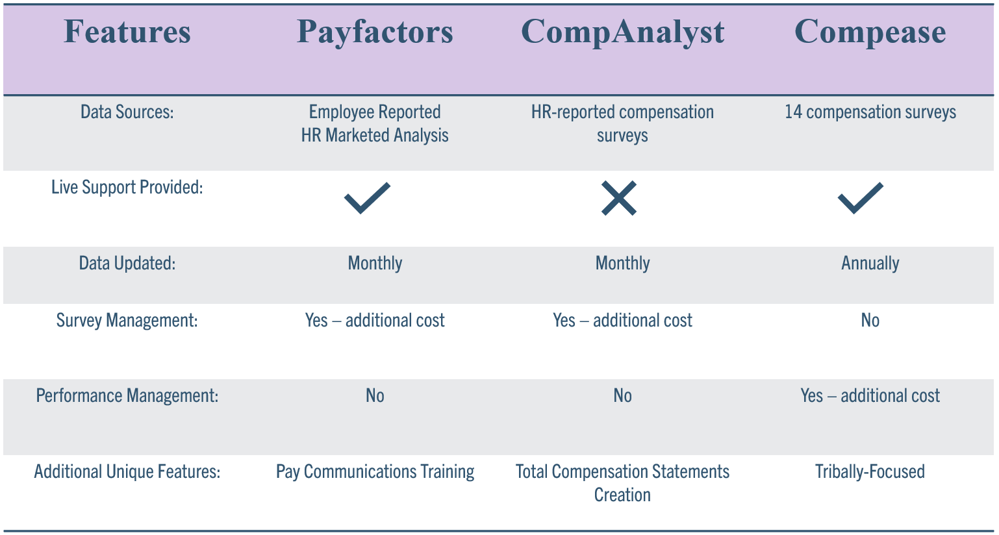 Features Payfactors CompAnalyst Compease
Data Sources: Employee Reported HR-reported compensation 14 compensation surveys
HR Marketed Analysis surveys
Live Support Provided:
Data Updated: Monthly Monthly Annually
Survey Management: Yes – additional cost Yes – additional cost No
Performance Management: No No Yes – additional cost
Additional Unique Features: Pay Communications Training Total Compensation Statements Tribally-Focused
Creation